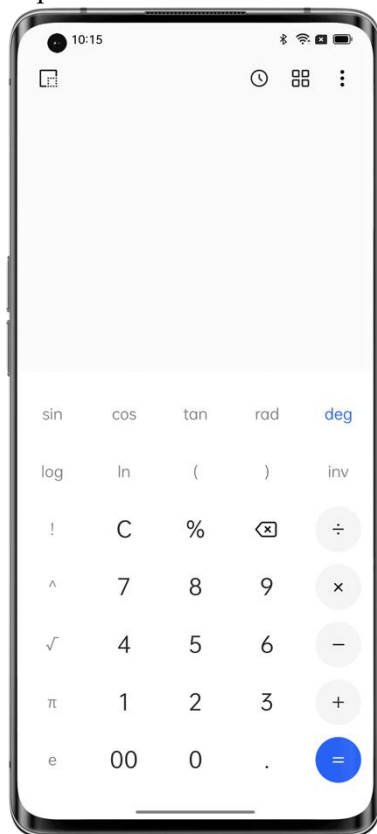 10:15
sin cos tan rad deg
log ln ( ) inv
! C % ÷
^ 7 8 9 ×
√ 4 5 6 −
π 1 2 3 +
e 00 0 . =